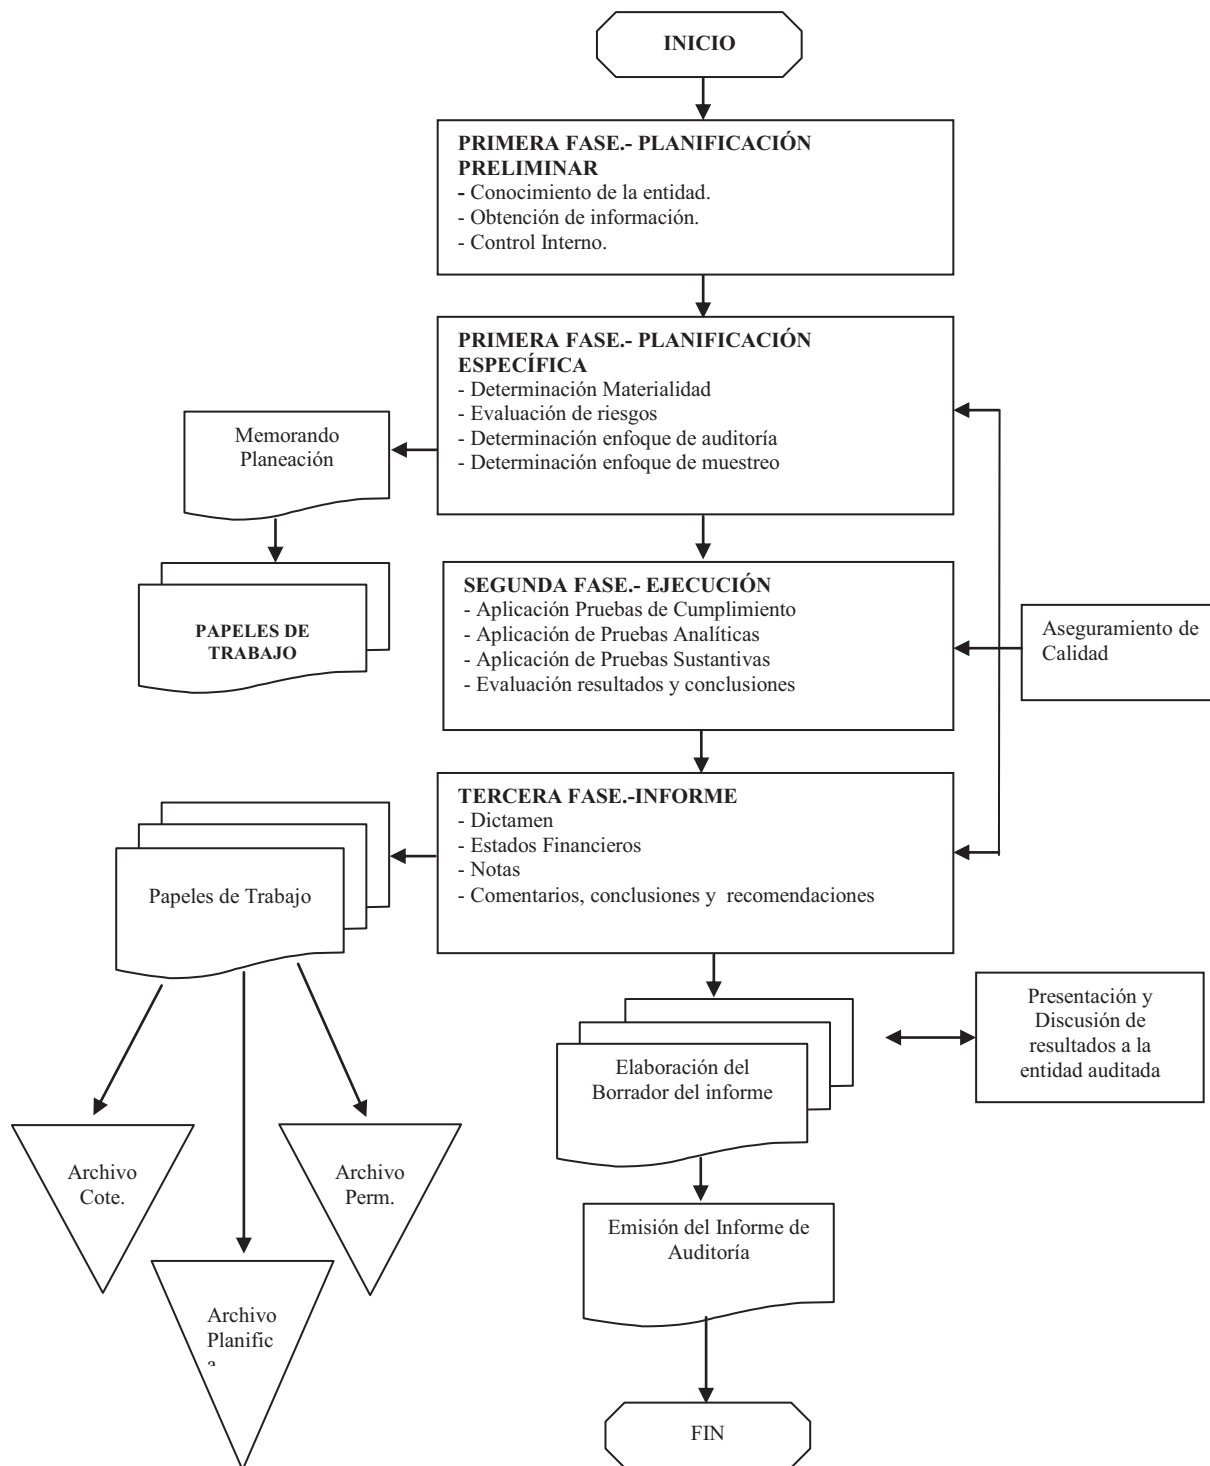 INICIO
PRIMERA FASE.- PLANIFICACIÓN
PRELIMINAR
- Conocimiento de la entidad.
- Obtención de información.
- Control Interno.
PRIMERA FASE.- PLANIFICACIÓN
ESPECÍFICA
- Determinación Materialidad
- Evaluación de riesgos
- Determinación enfoque de auditoría
- Determinación enfoque de muestreo
Memorando
Planeación
PAPELES DE
TRABAJO
SEGUNDA FASE.- EJECUCIÓN
- Aplicación Pruebas de Cumplimiento
- Aplicación de Pruebas Analíticas
- Aplicación de Pruebas Sustantivas
- Evaluación resultados y conclusiones
Aseguramiento de
Calidad
TERCERA FASE.-INFORME
- Dictamen
- Estados Financieros
- Notas
- Comentarios, conclusiones y recomendaciones
Papeles de Trabajo
Presentación y
Discusión de
resultados a la
entidad auditada
Elaboración del
Borrador del informe
Archivo
Cote.
Archivo
Perm.
Archivo
Planific
Emisión del Informe de
Auditoría
FIN